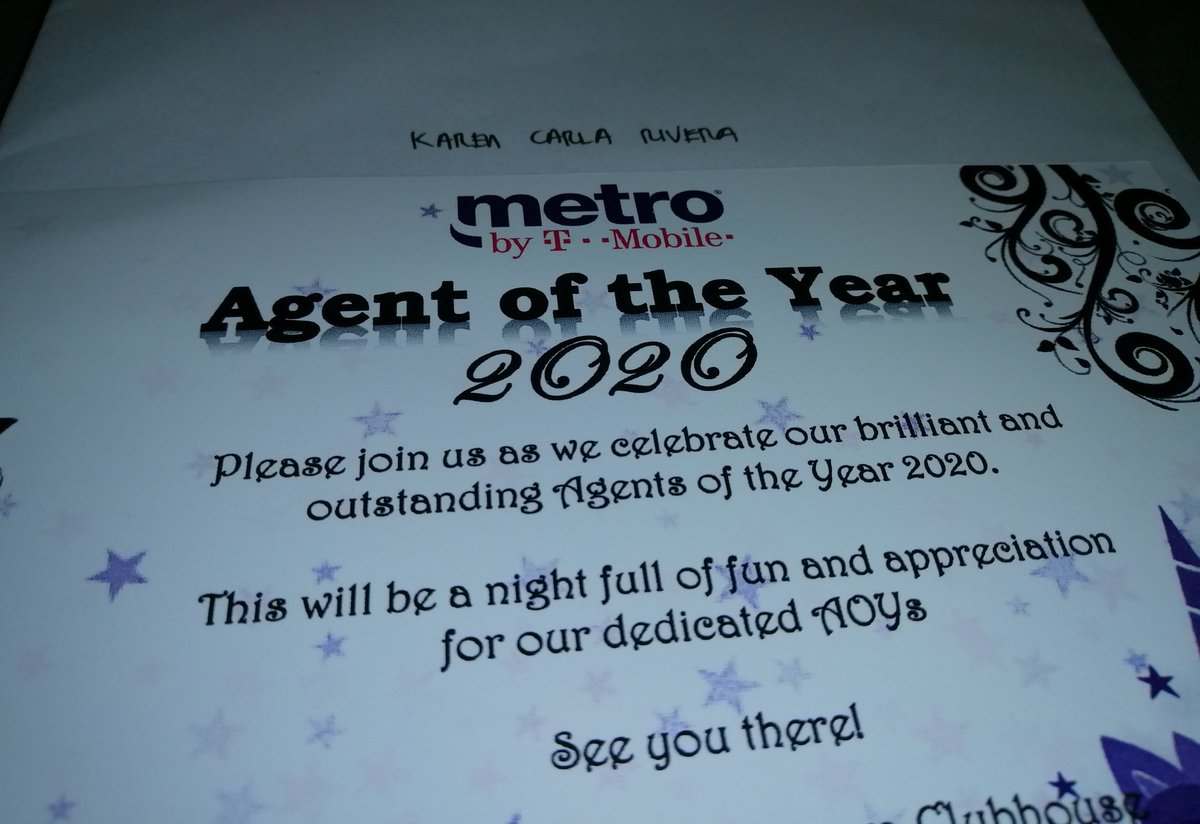 KAREN CARLA RIVERA
metro®
by T··Mobile·
Agent of the Year
2020
Please join us as we celebrate our brilliant and
outstanding Agents of the Year 2020.
This will be a night full of fun and appreciation
for our dedicated AOYs
See you there!
Clubhouse